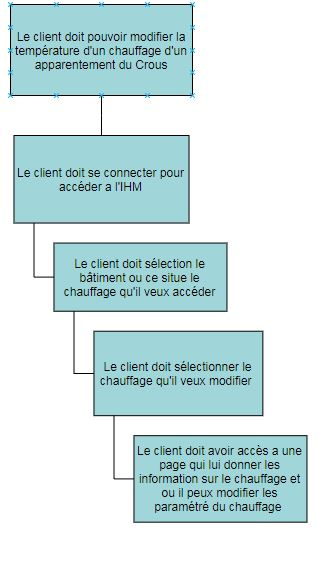 Le client doit pouvoir modifier la
température d'un chauffage d'un
apparentement du Crous
Le client doit se connecter pour
accéder a l'IHM
Le client doit sélection le
bâtiment ou ce situe le
chauffage qu'il veux accéder
Le client doit sélectionner le
chauffage qu'il veux modifier
Le client doit avoir accès a une
page qui lui donner les
information sur le chauffage et
ou il peux modifier les
paramétré du chauffage